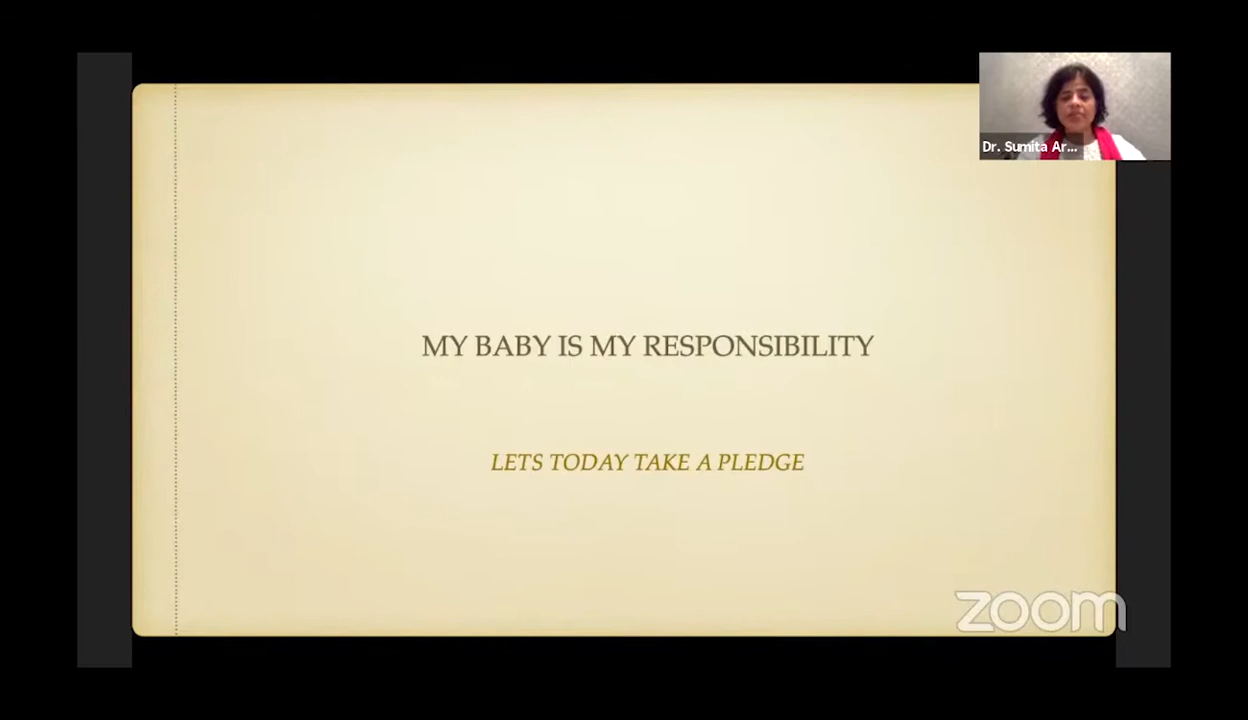 Dr. Sumita Ar...
MY BABY IS MY RESPONSIBILITY
LETS TODAY TAKE A PLEDGE
zoom